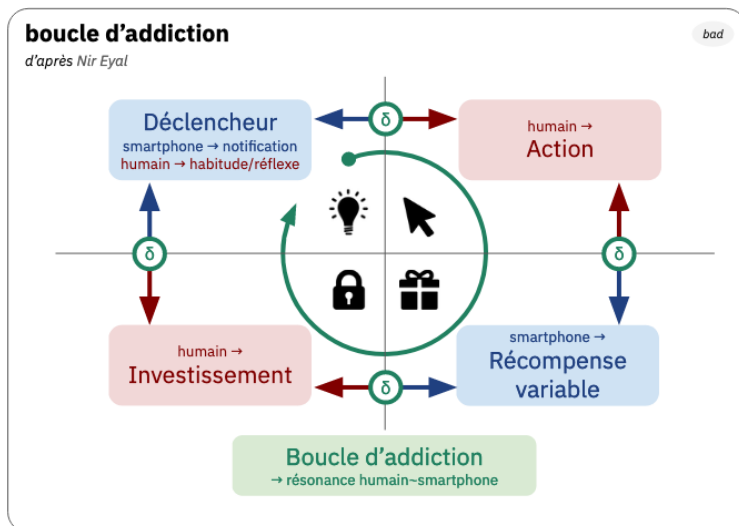 boucle d'addiction
bad
d'après Nir Eyal
Déclencheur
smartphone → notification
humain → habitude/réflexe
δ
humain →
Action
δ
δ
humain →
Investissement
δ
smartphone →
Récompense
variable
Boucle d'addiction
→ résonance humain~smartphone